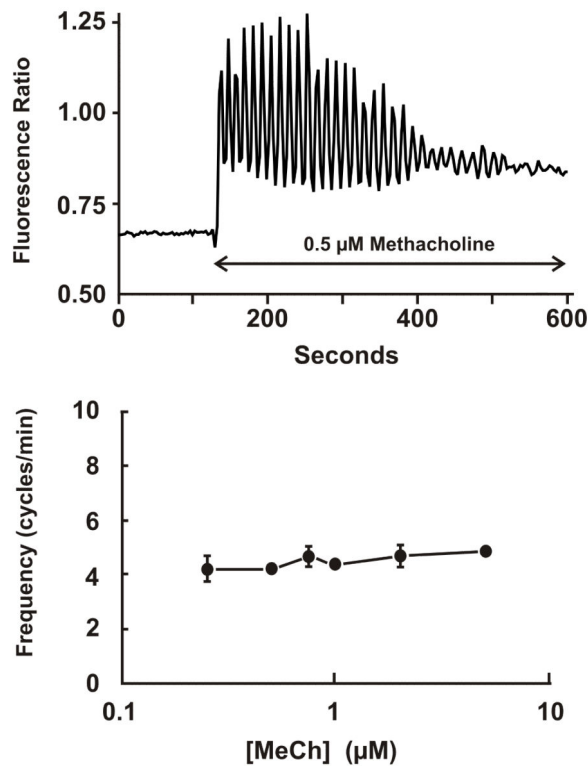 1.25
1.00
0.75
0.50
Fluorescence Ratio
0.5 µM Methacholine
0 200 400 600
Seconds
10
8
6
4
2
0
Frequency (cycles/min)
0.1 1 10
[MeCh] (µM)